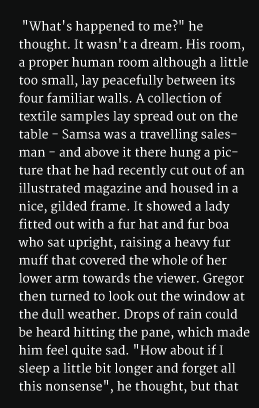 "What's happened to me?" he
thought. It wasn't a dream. His room,
a proper human room although a little
too small, lay peacefully between its
four familiar walls. A collection of
textile samples lay spread out on the
table - Samsa was a travelling sales-
man - and above it there hung a pic-
ture that he had recently cut out of an
illustrated magazine and housed in a
nice, gilded frame. It showed a lady
fitted out with a fur hat and fur boa
who sat upright, raising a heavy fur
muff that covered the whole of her
lower arm towards the viewer. Gregor
then turned to look out the window at
the dull weather. Drops of rain could
be heard hitting the pane, which made
him feel quite sad. "How about if I
sleep a little bit longer and forget all
this nonsense", he thought, but that